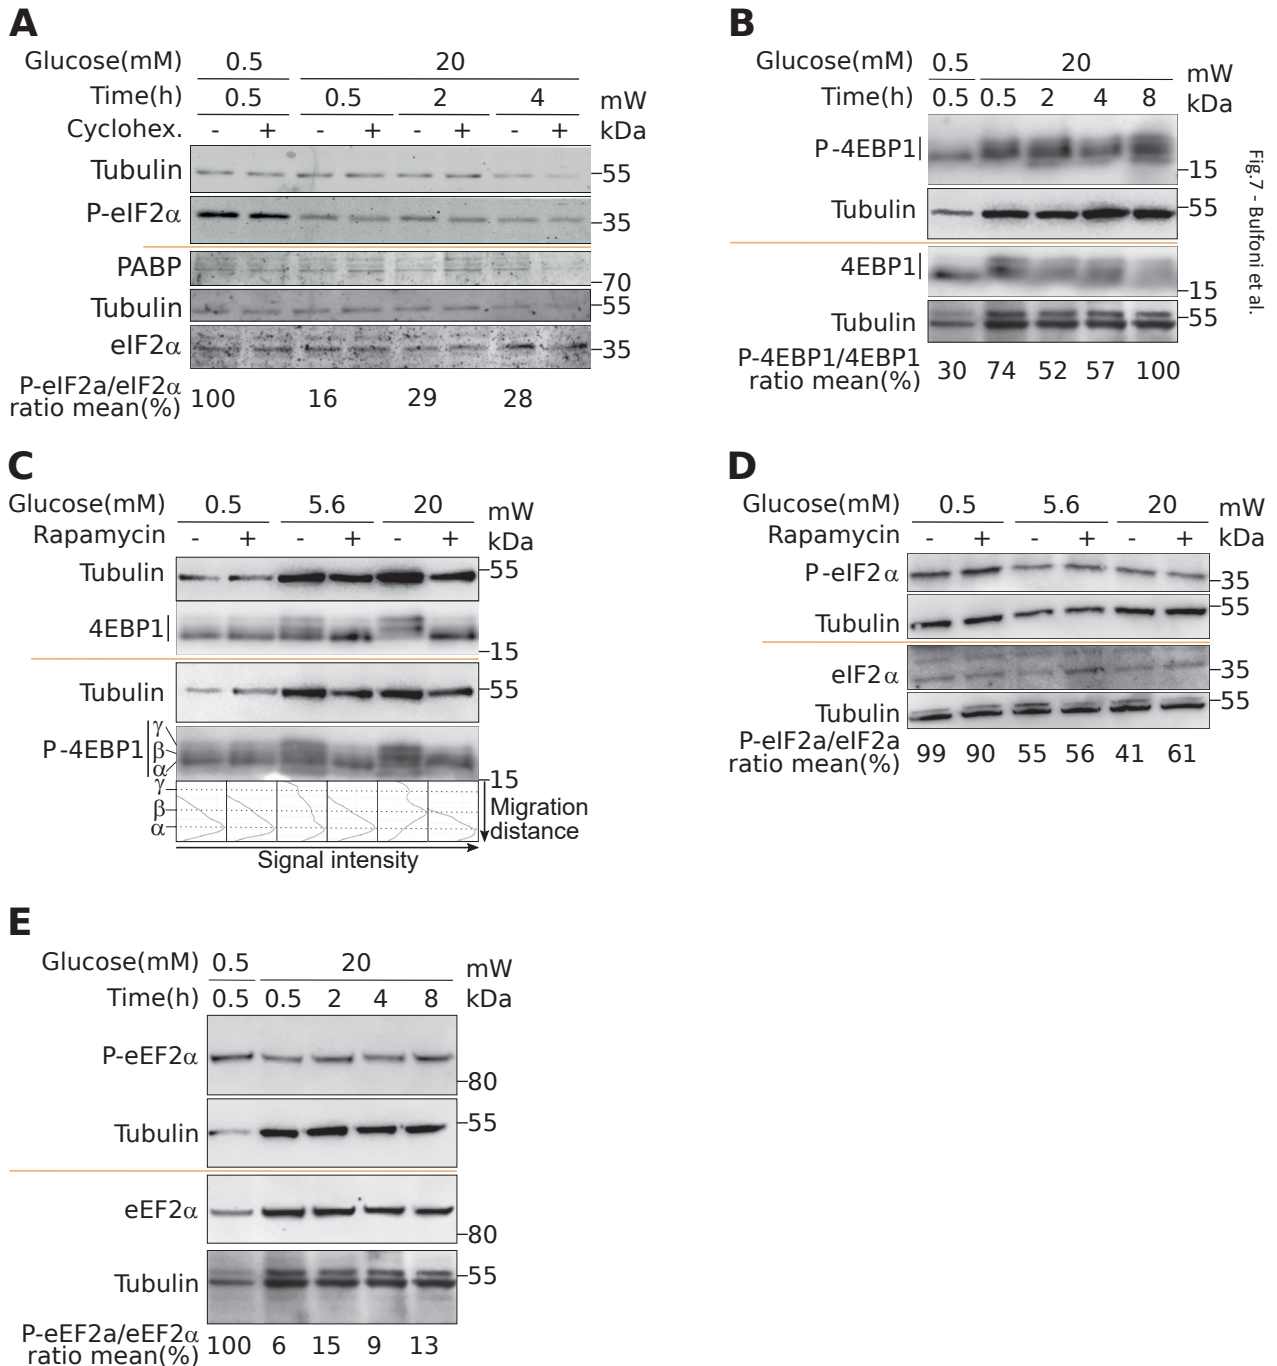 A
Glucose(mM) 0.5 20
Time(h) 0.5 0.5 2 4 mW
Cyclohex. - + - + - + - + kDa
Tubulin 55
P-eIF2α 35
PABP 70
Tubulin 55
eIF2α 35
P-eIF2a/eIF2α
ratio mean(%) 100 16 29 28
B
Glucose(mM) 0.5 20 mW
Time(h) 0.5 0.5 2 4 8 kDa
P-4EBP1 15
Tubulin 55
4EBP1 15
Tubulin 55
P-4EBP1/4EBP1
ratio mean(%) 30 74 52 57 100
Fig.7 - Bulfoni et al.
C
Glucose(mM) 0.5 5.6 20 mW
Rapamycin - + - + - + kDa
Tubulin 55
4EBP1 15
Tubulin 55
P-4EBP1 γ β α 15
γ
β
α
Migration
distance
Signal intensity
D
Glucose(mM) 0.5 5.6 20 mW
Rapamycin - + - + - + kDa
P-eIF2α 35
Tubulin 55
eIF2α 35
Tubulin 55
P-eIF2a/eIF2a
ratio mean(%) 99 90 55 56 41 61
E
Glucose(mM) 0.5 20 mW
Time(h) 0.5 0.5 2 4 8 kDa
P-eEF2α 80
Tubulin 55
eEF2α 80
Tubulin 55
P-eEF2a/eEF2α
ratio mean(%) 100 6 15 9 13